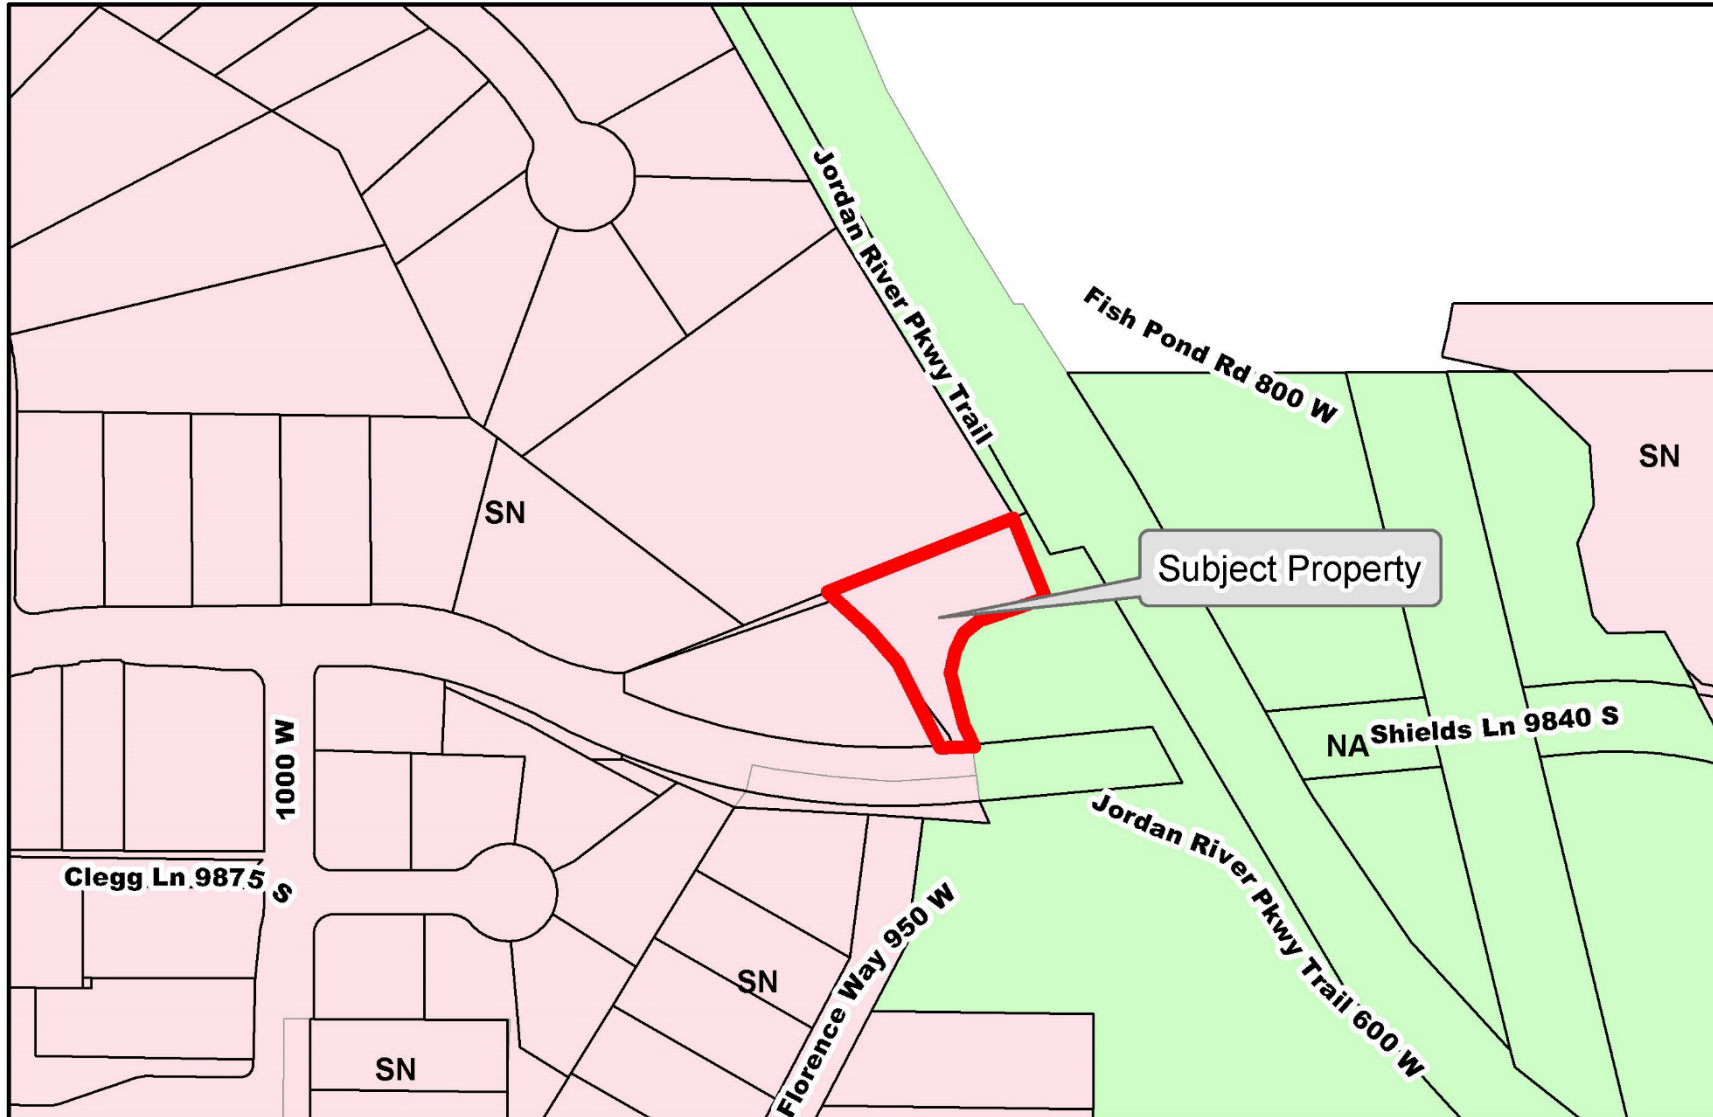 Jordan River Pkwy Trail
Fish Pond Rd 800 W
SN
SN
Subject Property
Shields Ln 9840 S
NA
1000 W
Jordan River Pkwy Trail 600 W
Clegg Ln 9875 S
Florence Way 950 W
SN
SN